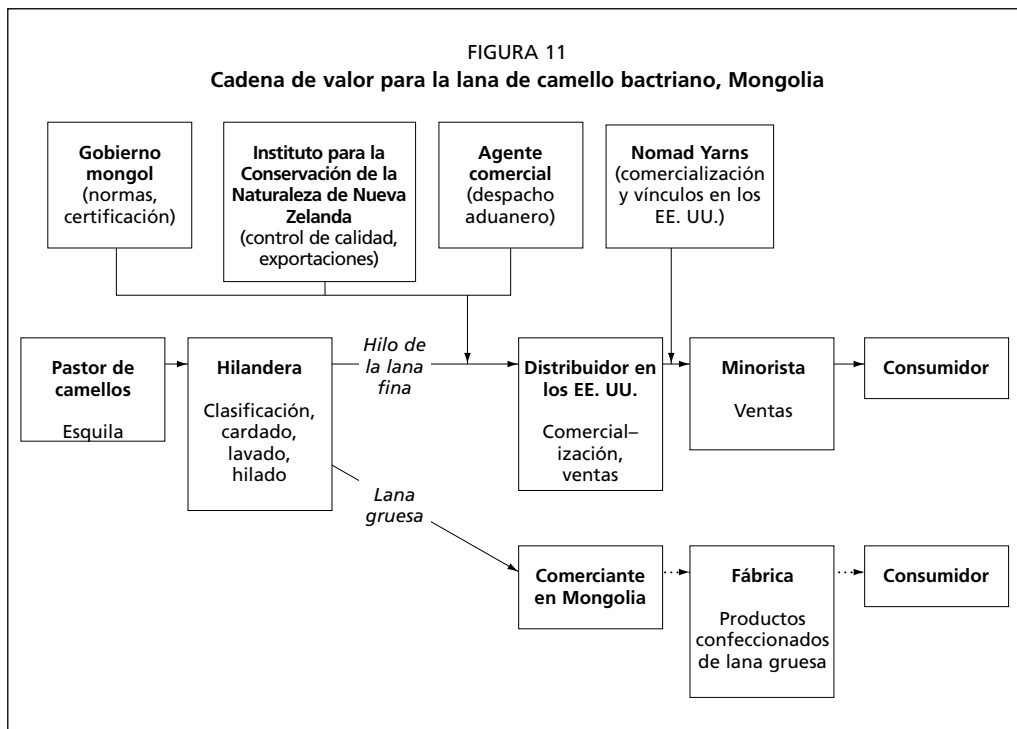 FIGURA 11
Cadena de valor para la lana de camello bactriano, Mongolia
Gobierno
mongol
(normas,
certificación)
Instituto para la
Conservación de la
Naturaleza de Nueva
Zelanda
(control de calidad,
exportaciones)
Agente
comercial
(despacho
aduanero)
Nomad Yarns
(comercialización
y vínculos en los
EE. UU.)
Pastor de
camellos
Esquila
Hilandera
Clasificación,
cardado,
lavado,
hilado
Hilo de
la lana
fina
Distribuidor en
los EE. UU.
Comercial–
ización,
ventas
Minorista
Ventas
Consumidor
Lana
gruesa
Comerciante
en Mongolia
Fábrica
Productos
confeccionados
de lana gruesa
Consumidor